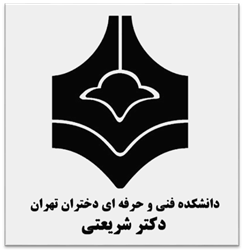 دانشکده فنی و حرفه ای دختران تهران
دکتر شریعتی